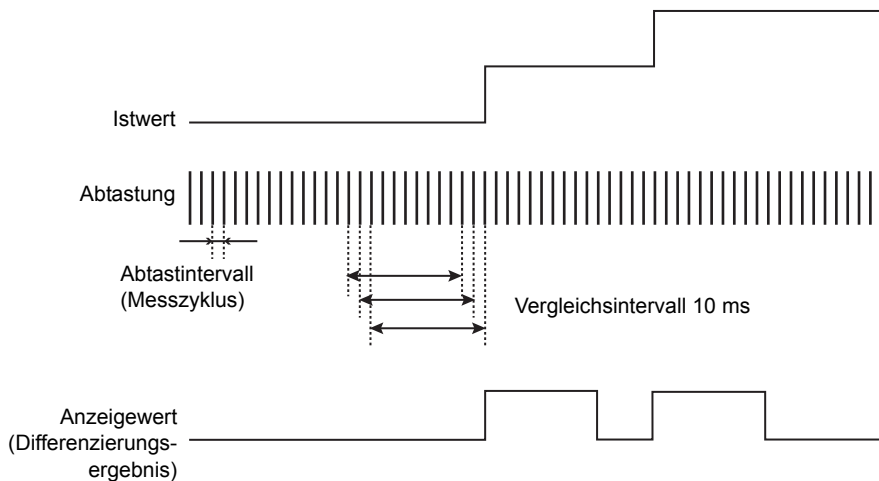 Istwert
Abtastung
Abtastintervall
(Messzyklus)
Vergleichsintervall 10 ms
Anzeigewert
(Differenzierungs-
ergebnis)